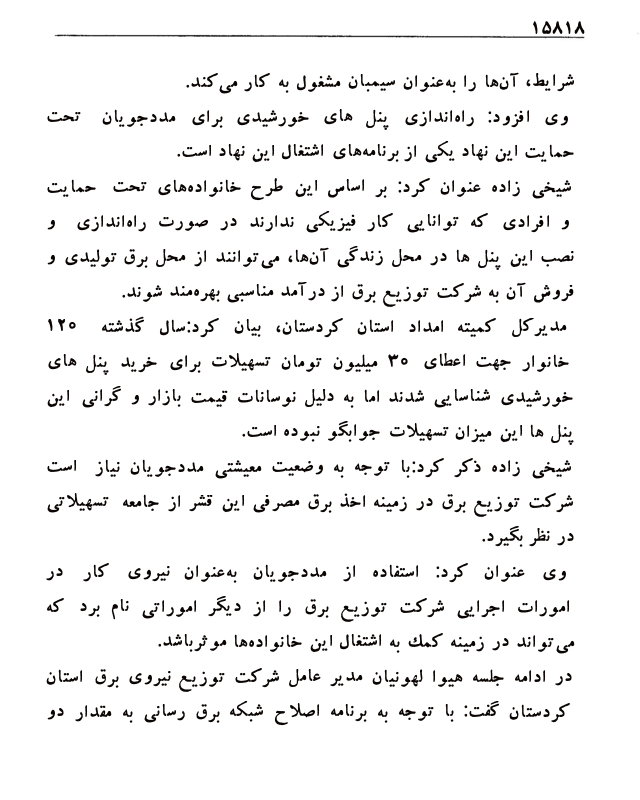 ۱۵۸۱۸
شرایط، آن‌ها را به‌عنوان سیمبان مشغول به کار می‌کند.
وی افزود: راه‌اندازی پنل های خورشیدی برای مددجویان تحت
حمایت این نهاد یکی از برنامه‌های اشتغال این نهاد است.
شیخی زاده عنوان کرد: بر اساس این طرح خانواده‌های تحت حمایت
و افرادی که توانایی کار فیزیکی ندارند در صورت راه‌اندازی و
نصب این پنل ها در محل زندگی آن‌ها، می‌توانند از محل برق تولیدی و
فروش آن به شرکت توزیع برق از درآمد مناسبی بهره‌مند شوند.
مدیرکل کمیته امداد استان کردستان، بیان کرد:سال گذشته ۱۲۰
خانوار جهت اعطای ۳۰ میلیون تومان تسهیلات برای خرید پنل های
خورشیدی شناسایی شدند اما به دلیل نوسانات قیمت بازار و گرانی این
پنل ها این میزان تسهیلات جوابگو نبوده است.
شیخی زاده ذکر کرد:با توجه به وضعیت معیشتی مددجویان نیاز است
شرکت توزیع برق در زمینه اخذ برق مصرفی این قشر از جامعه تسهیلاتی
در نظر بگیرد.
وی عنوان کرد: استفاده از مددجویان به‌عنوان نیروی کار در
امورات اجرایی شرکت توزیع برق را از دیگر اموراتی نام برد که
می‌تواند در زمینه کمک به اشتغال این خانواده‌ها موثرباشد.
در ادامه جلسه هیوا لهونیان مدیر عامل شرکت توزیع نیروی برق استان
کردستان گفت: با توجه به برنامه اصلاح شبکه برق رسانی به مقدار دو